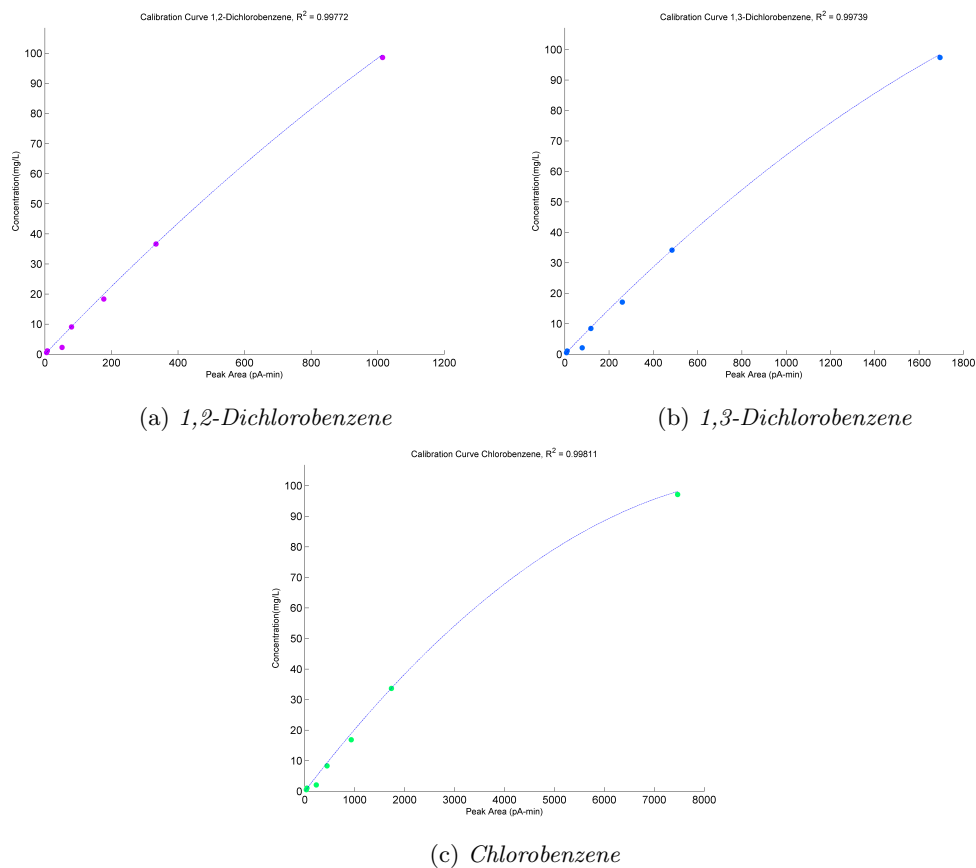 Calibration Curve 1,2-Dichlorobenzene, R² = 0.99772
100
90
80
70
60
50
40
30
20
10
0
Concentration(mg/L)
0 200 400 600 800 1000 1200
Peak Area (pA-min)
(a) 1,2-Dichlorobenzene
Calibration Curve 1,3-Dichlorobenzene, R² = 0.99739
100
90
80
70
60
50
40
30
20
10
0
Concentration(mg/L)
0 200 400 600 800 1000 1200 1400 1600 1800
Peak Area (pA-min)
(b) 1,3-Dichlorobenzene
Calibration Curve Chlorobenzene, R² = 0.99811
100
90
80
70
60
50
40
30
20
10
0
Concentration(mg/L)
0 1000 2000 3000 4000 5000 6000 7000 8000
Peak Area (pA-min)
(c) Chlorobenzene